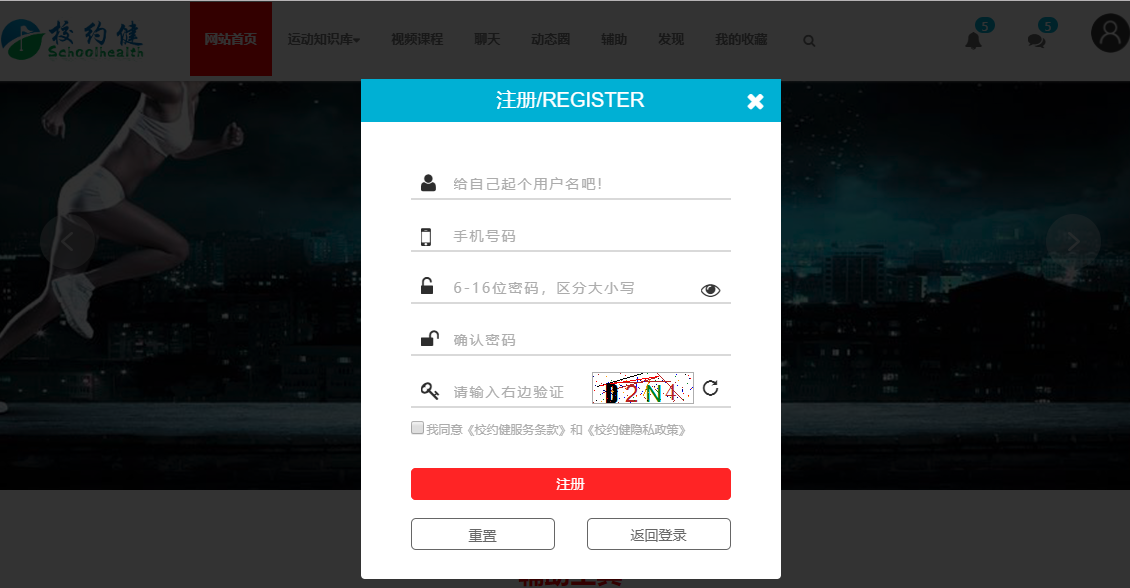 校约健
Schoolhealth
网站首页 运动知识库 视频课程 聊天 动态圈 辅助 发现 我的收藏
5 5
注册/REGISTER
给自己起个用户名吧!
手机号码
6-16位密码，区分大小写
确认密码
请输入右边验证
D2N4
我同意《校约健服务条款》和《校约健隐私政策》
注册
重置 返回登录